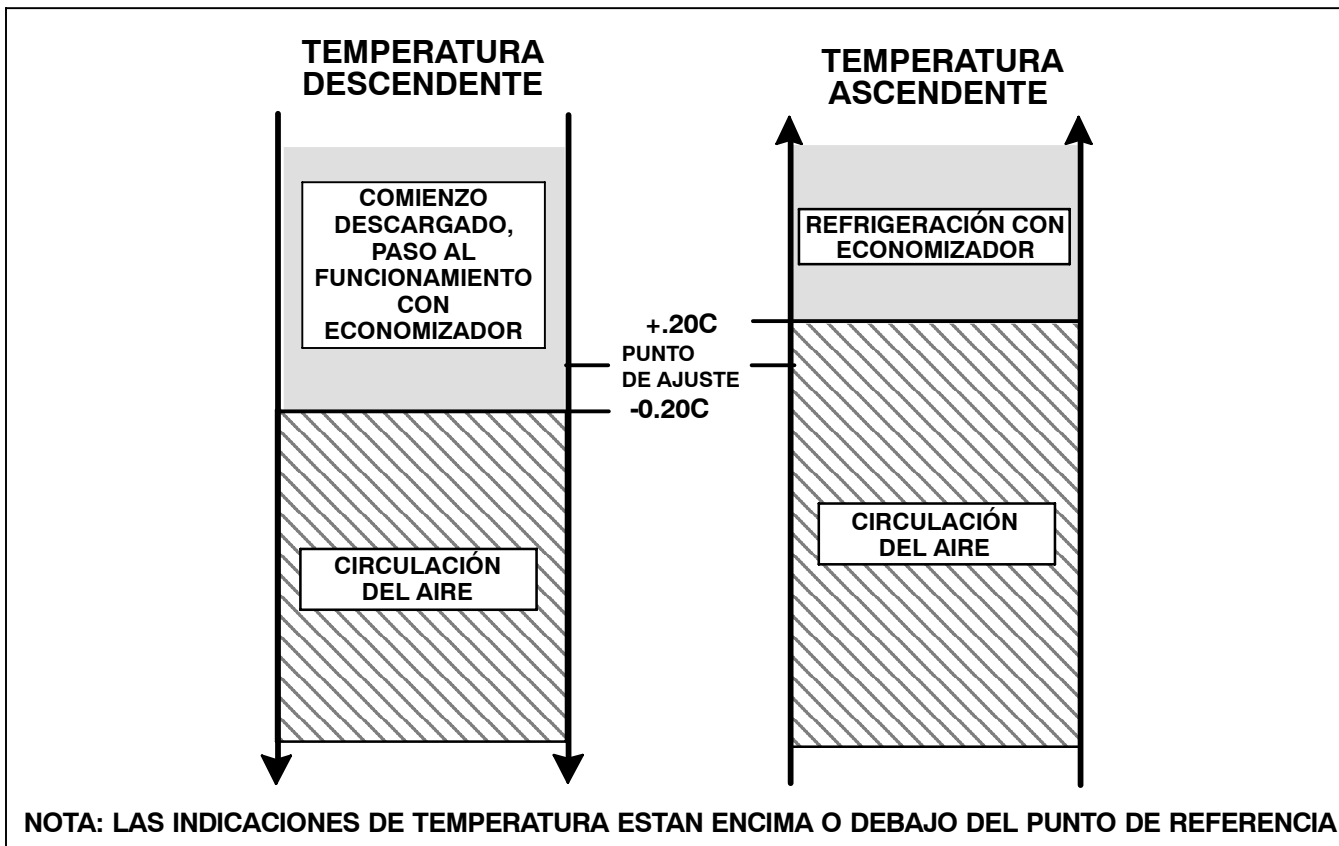 TEMPERATURA
DESCENDENTE
COMIENZO
DESCARGADO,
PASO AL
FUNCIONAMIENTO
CON
ECONOMIZADOR
CIRCULACIÓN
DEL AIRE
+.20C
PUNTO
DE AJUSTE
-0.20C
TEMPERATURA
ASCENDENTE
REFRIGERACIÓN CON
ECONOMIZADOR
CIRCULACIÓN
DEL AIRE
NOTA: LAS INDICACIONES DE TEMPERATURA ESTAN ENCIMA O DEBAJO DEL PUNTO DE REFERENCIA